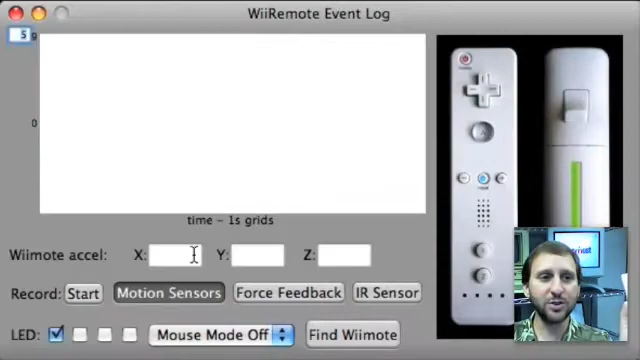 WiiRemote Event Log
5 g
0
time - 1s grids
Wiimote accel: X: Y: Z:
Record: Start Motion Sensors Force Feedback IR Sensor
LED: Mouse Mode Off Find Wiimote